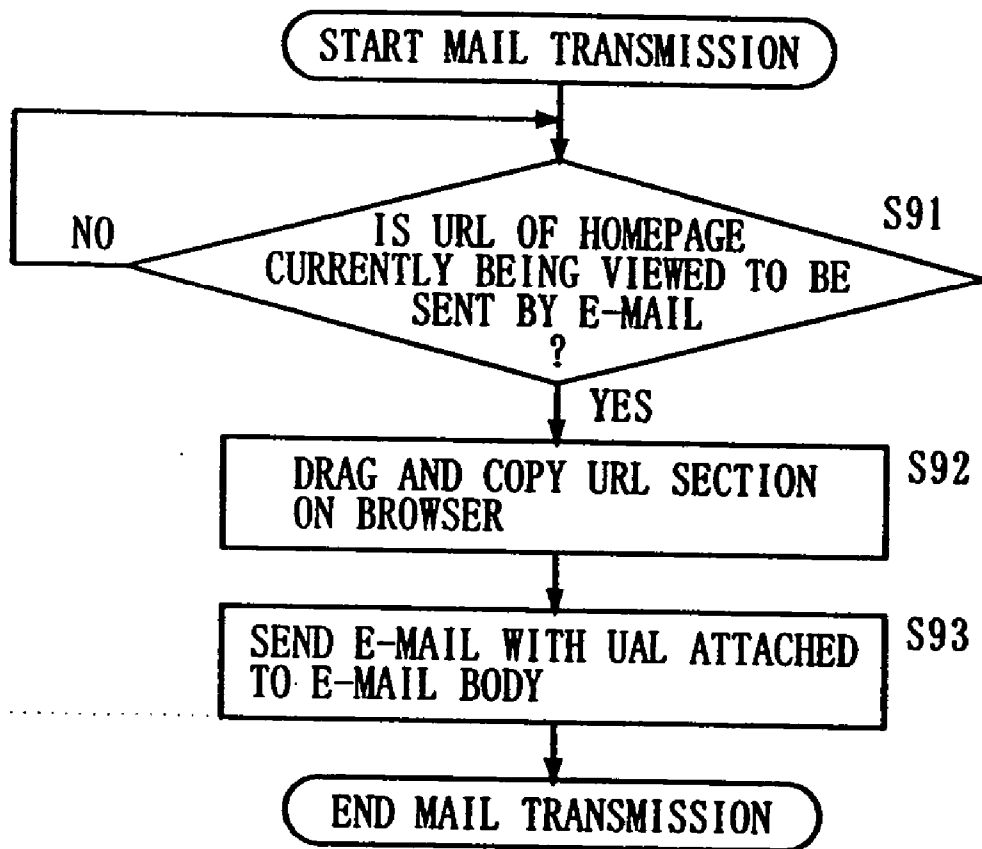 START MAIL TRANSMISSION
S91
NO
IS URL OF HOMEPAGE
CURRENTLY BEING VIEWED TO BE
SENT BY E-MAIL
?
YES
DRAG AND COPY URL SECTION
ON BROWSER
S92
SEND E-MAIL WITH UAL ATTACHED
TO E-MAIL BODY
S93
END MAIL TRANSMISSION